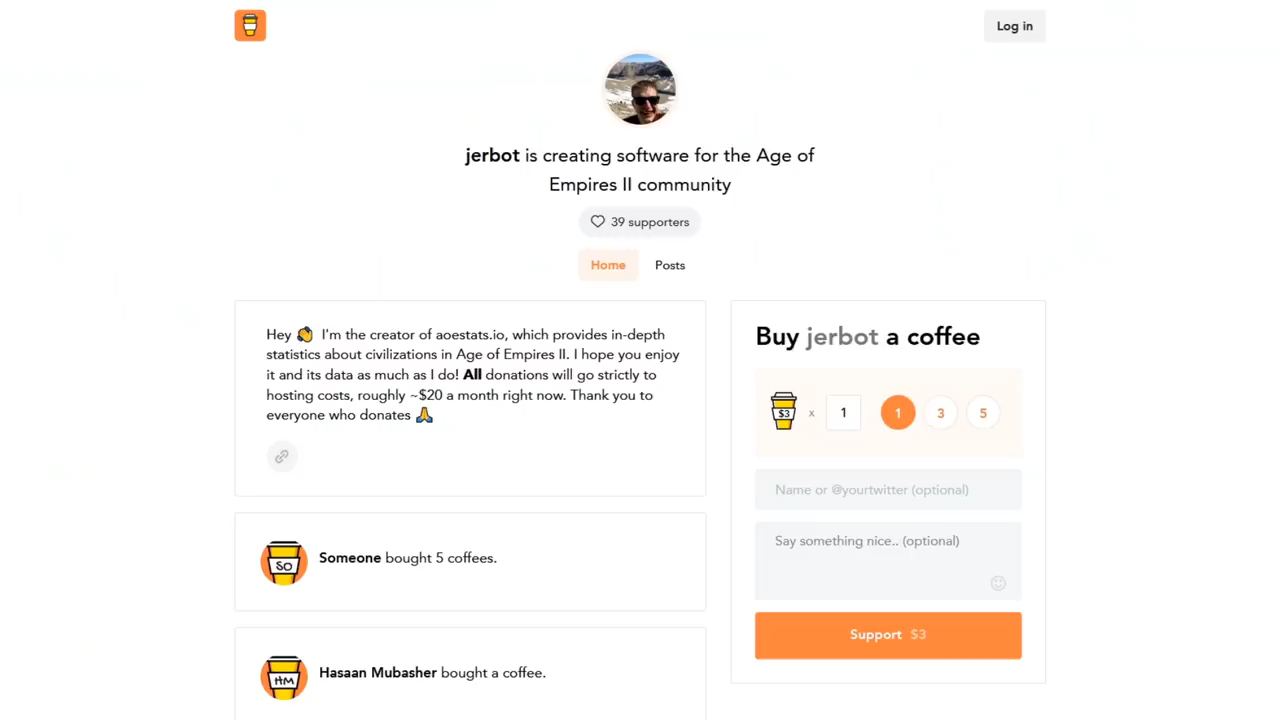 Log in
jerbot is creating software for the Age of
Empires II community
39 supporters
Home
Posts
Hey 👏 I'm the creator of aoestats.io, which provides in-depth
statistics about civilizations in Age of Empires II. I hope you enjoy
it and its data as much as I do! All donations will go strictly to
hosting costs, roughly ~$20 a month right now. Thank you to
everyone who donates 🙏
SO
Someone bought 5 coffees.
HM
Hasaan Mubasher bought a coffee.
Buy jerbot a coffee
$3 x 1 1 3 5
Name or @yourtwitter (optional)
Say something nice.. (optional)
Support $3